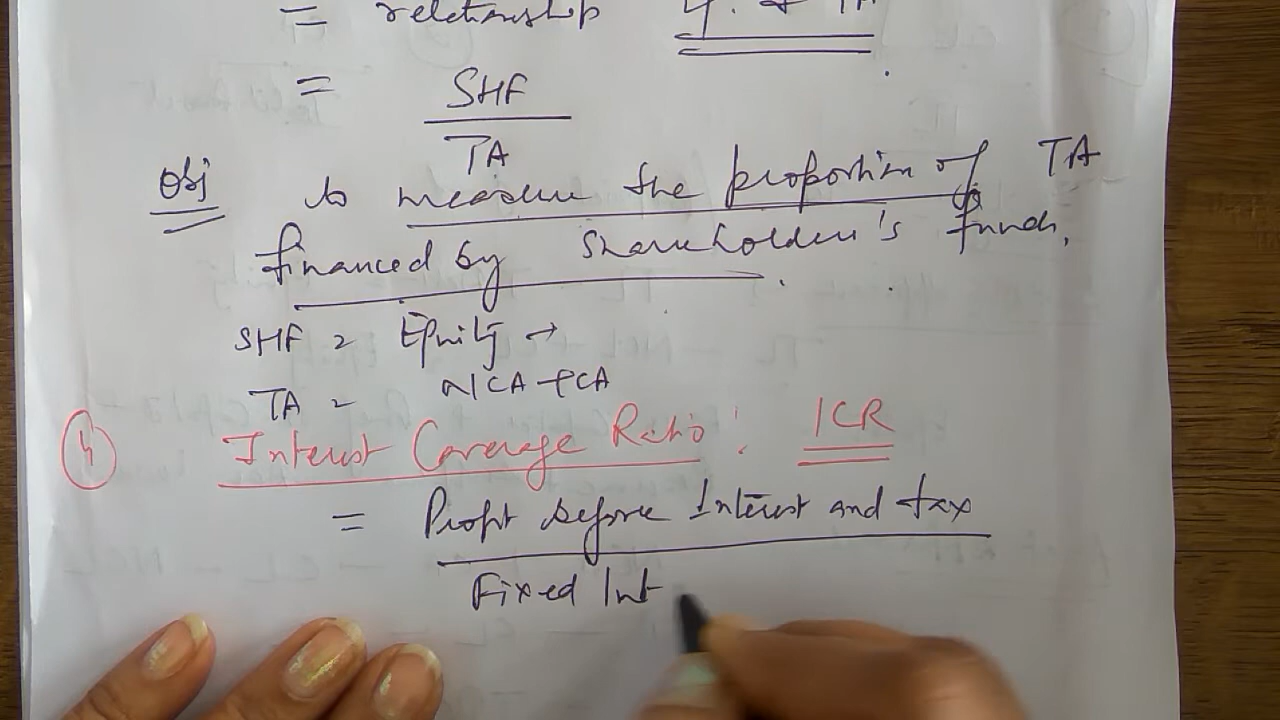 = relationship & TA
=
SHF
TA
Obj to measure the proportion of TA
financed by Shareholder's funds,
SHF = Equity →
TA = NCA + CA
4 Interest Coverage Ratio : ICR
= Profit before Interest and tax
Fixed Int